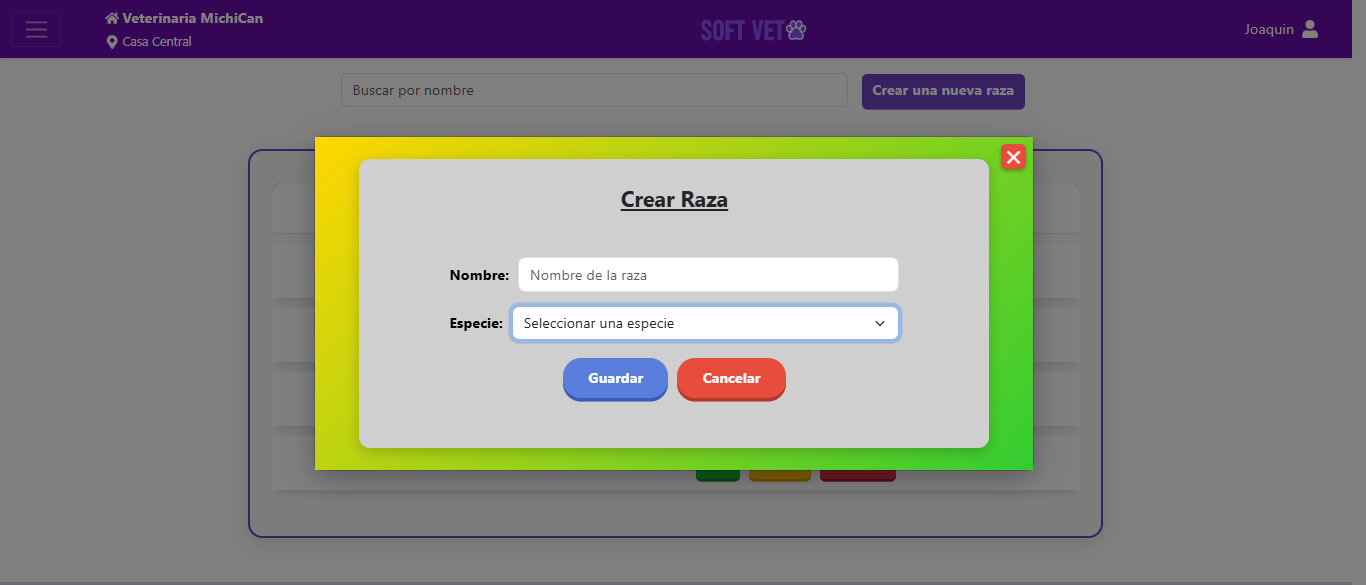 Veterinaria MichiCan
Casa Central
SOFT VET
Joaquin
Buscar por nombre
Crear una nueva raza
Crear Raza
Nombre: Nombre de la raza
Especie: Seleccionar una especie
Guardar Cancelar